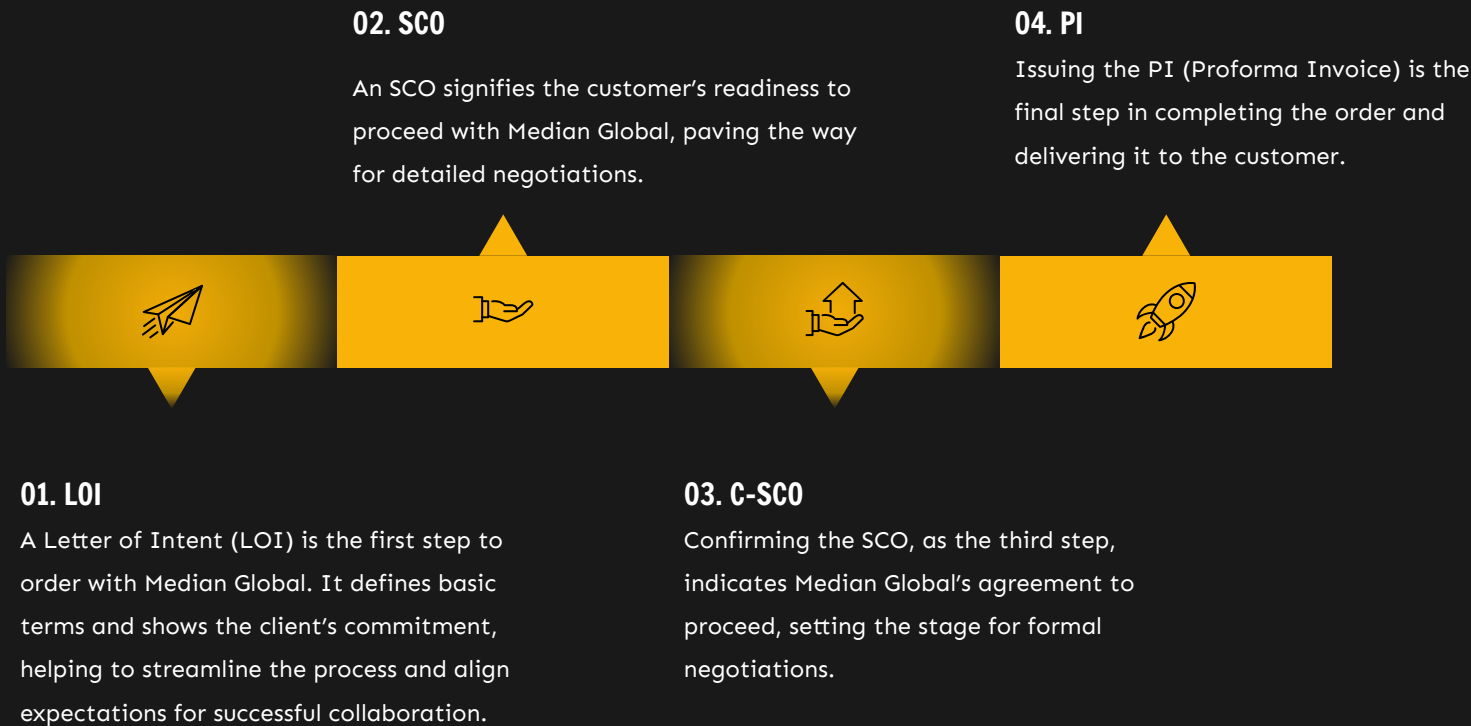 02. SCO
An SCO signifies the customer's readiness to
proceed with Median Global, paving the way
for detailed negotiations.
04. PI
Issuing the PI (Proforma Invoice) is the
final step in completing the order and
delivering it to the customer.
01. LOI
A Letter of Intent (LOI) is the first step to
order with Median Global. It defines basic
terms and shows the client's commitment,
helping to streamline the process and align
expectations for successful collaboration.
03. C-SCO
Confirming the SCO, as the third step,
indicates Median Global's agreement to
proceed, setting the stage for formal
negotiations.